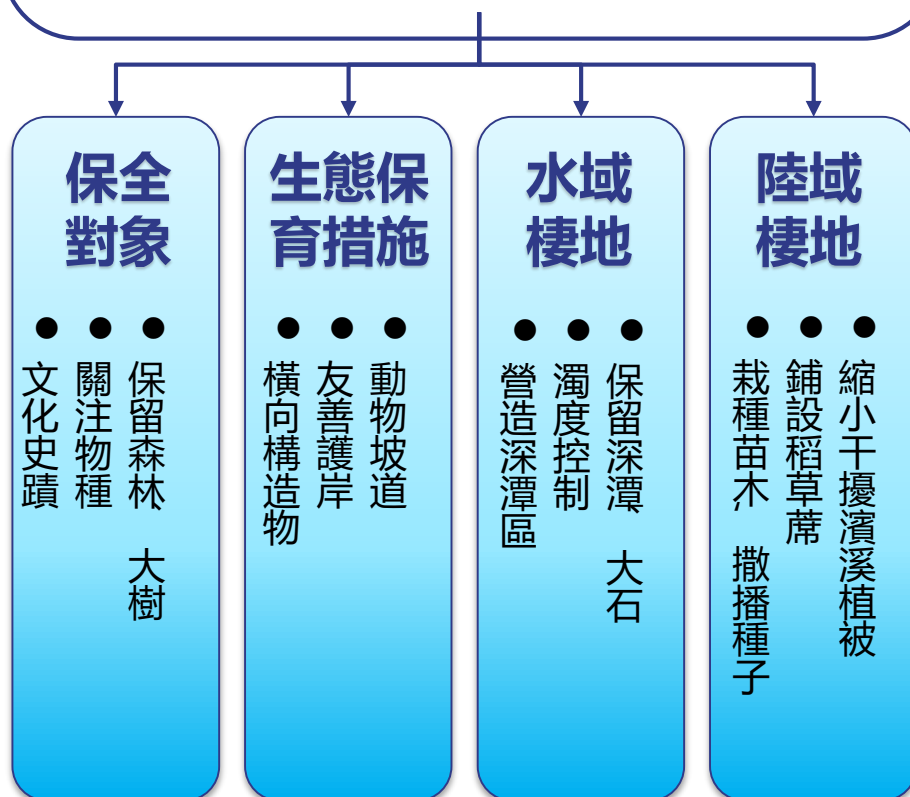 保全
對象
● 保留森林、大樹
● 關注物種
● 文化史蹟
生態保
育措施
● 動物坡道
● 友善護岸
● 橫向構造物
水域
棲地
● 保留深潭、大石
● 濁度控制
● 營造深潭區
陸域
棲地
● 縮小干擾濱溪植被
● 鋪設稻草蓆
● 栽種苗木，撒播種子